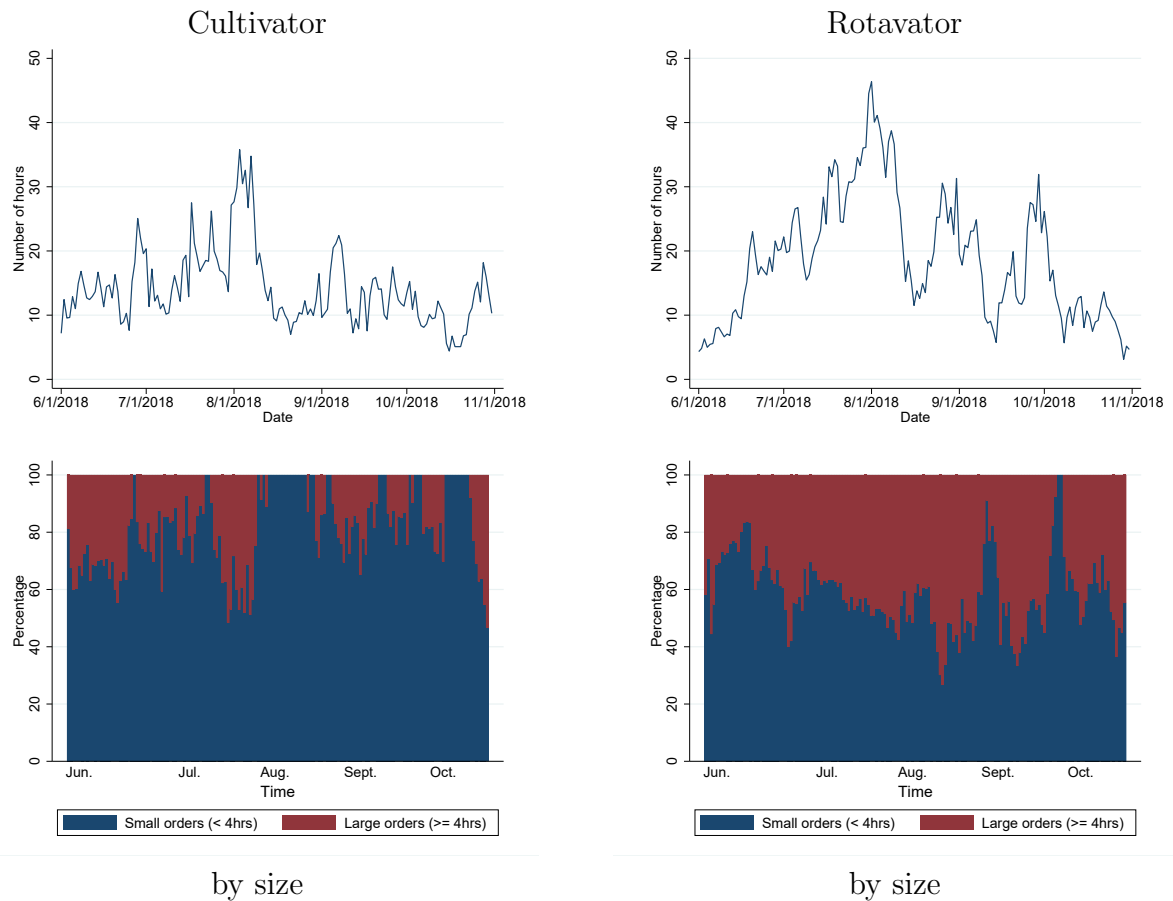 Cultivator
Number of hours
50
40
30
20
10
0
6/1/2018 7/1/2018 8/1/2018 9/1/2018 10/1/2018 11/1/2018
Date
Rotavator
Number of hours
50
40
30
20
10
0
6/1/2018 7/1/2018 8/1/2018 9/1/2018 10/1/2018 11/1/2018
Date
Percentage
100
80
60
40
20
0
Jun. Jul. Aug. Sept. Oct.
Time
Small orders (< 4hrs) Large orders (>= 4hrs)
by size
Percentage
100
80
60
40
20
0
Jun. Jul. Aug. Sept. Oct.
Time
Small orders (< 4hrs) Large orders (>= 4hrs)
by size